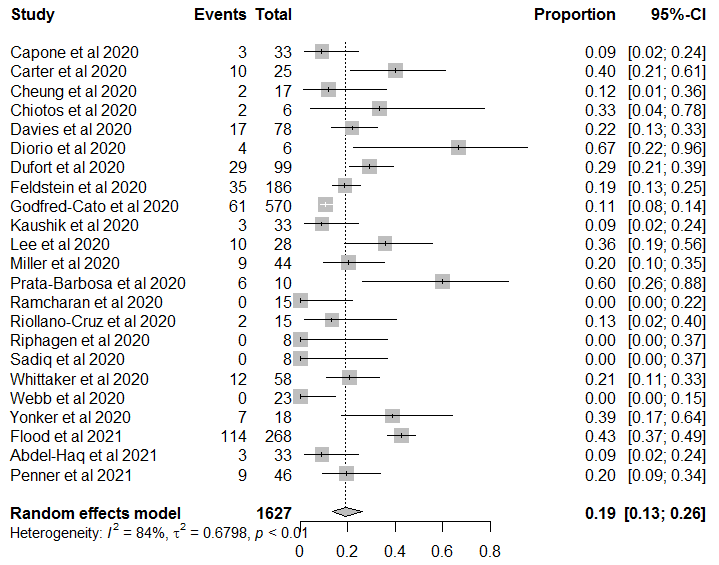 Study Events Total Proportion 95%-CI
Capone et al 2020 3 33 0.09 [0.02; 0.24]
Carter et al 2020 10 25 0.40 [0.21; 0.61]
Cheung et al 2020 2 17 0.12 [0.01; 0.36]
Chiotos et al 2020 2 6 0.33 [0.04; 0.78]
Davies et al 2020 17 78 0.22 [0.13; 0.33]
Diorio et al 2020 4 6 0.67 [0.22; 0.96]
Dufort et al 2020 29 99 0.29 [0.21; 0.39]
Feldstein et al 2020 35 186 0.19 [0.13; 0.25]
Godfred-Cato et al 2020 61 570 0.11 [0.08; 0.14]
Kaushik et al 2020 3 33 0.09 [0.02; 0.24]
Lee et al 2020 10 28 0.36 [0.19; 0.56]
Miller et al 2020 9 44 0.20 [0.10; 0.35]
Prata-Barbosa et al 2020 6 10 0.60 [0.26; 0.88]
Ramcharan et al 2020 0 15 0.00 [0.00; 0.22]
Riollano-Cruz et al 2020 2 15 0.13 [0.02; 0.40]
Riphagen et al 2020 0 8 0.00 [0.00; 0.37]
Sadiq et al 2020 0 8 0.00 [0.00; 0.37]
Whittaker et al 2020 12 58 0.21 [0.11; 0.33]
Webb et al 2020 0 23 0.00 [0.00; 0.15]
Yonker et al 2020 7 18 0.39 [0.17; 0.64]
Flood et al 2021 114 268 0.43 [0.37; 0.49]
Abdel-Haq et al 2021 3 33 0.09 [0.02; 0.24]
Penner et al 2021 9 46 0.20 [0.09; 0.34]
Random effects model 1627 0.19 [0.13; 0.26]
Heterogeneity: I² = 84%, τ² = 0.6798, p < 0.01
0 0.2 0.4 0.6 0.8